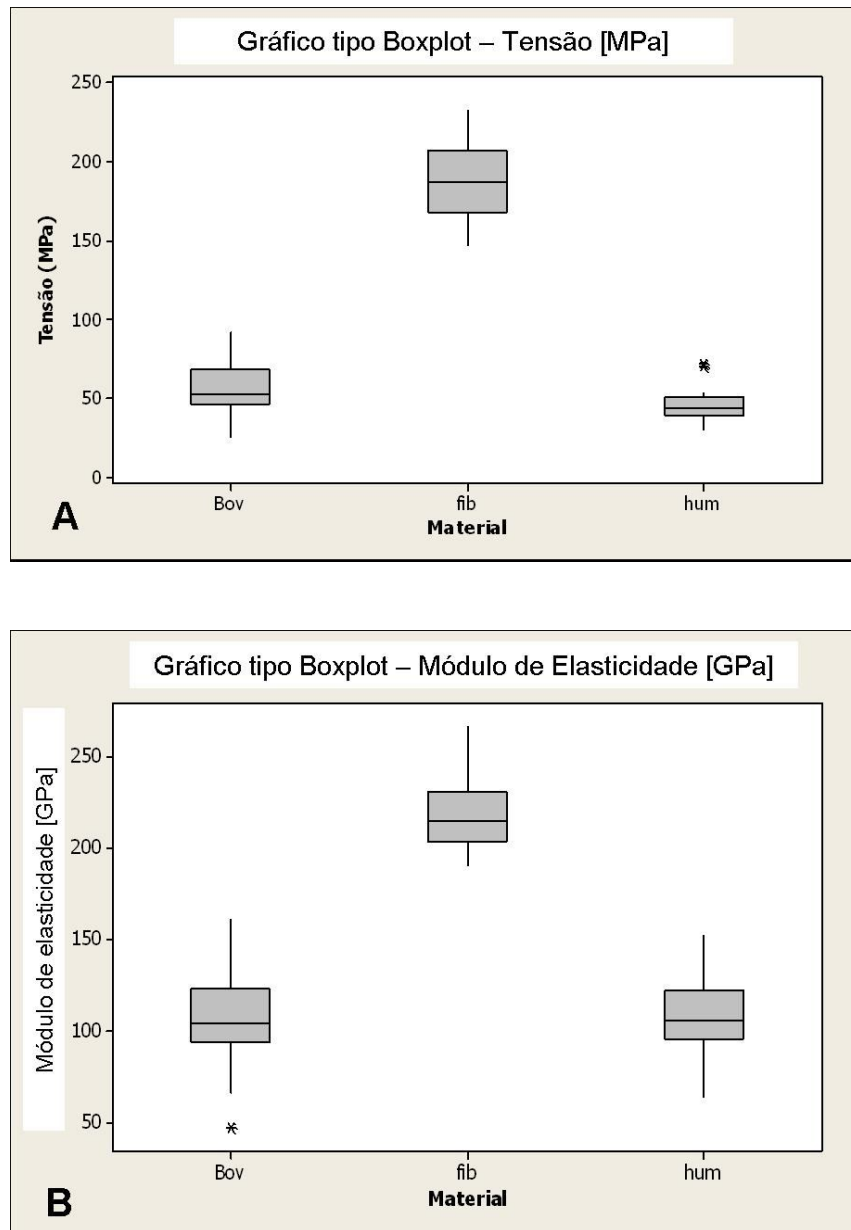 Gráfico tipo Boxplot – Tensão [MPa]
Tensão (MPa)
250
200
150
100
50
0
Bov fib hum
Material
A
Gráfico tipo Boxplot – Módulo de Elasticidade [GPa]
Módulo de elasticidade [GPa]
250
200
150
100
50
Bov fib hum
Material
B